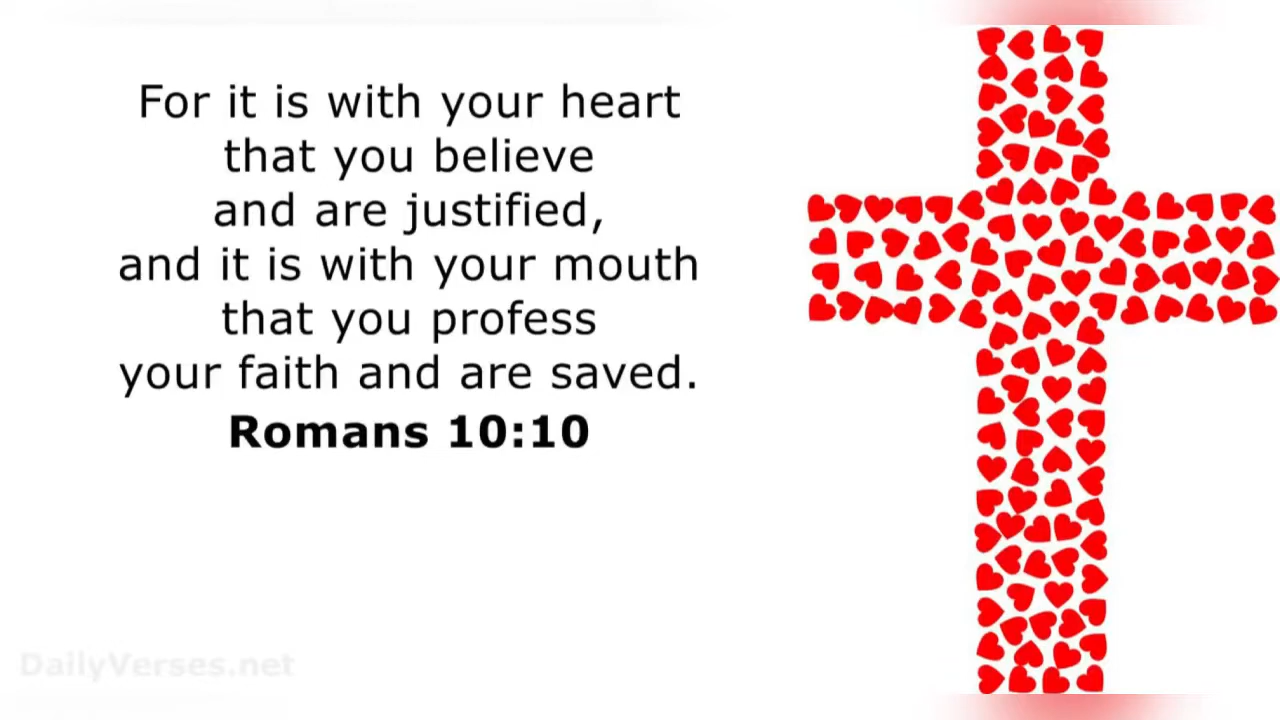 For it is with your heart
that you believe
and are justified,
and it is with your mouth
that you profess
your faith and are saved.
Romans 10:10
DailyVerses.net